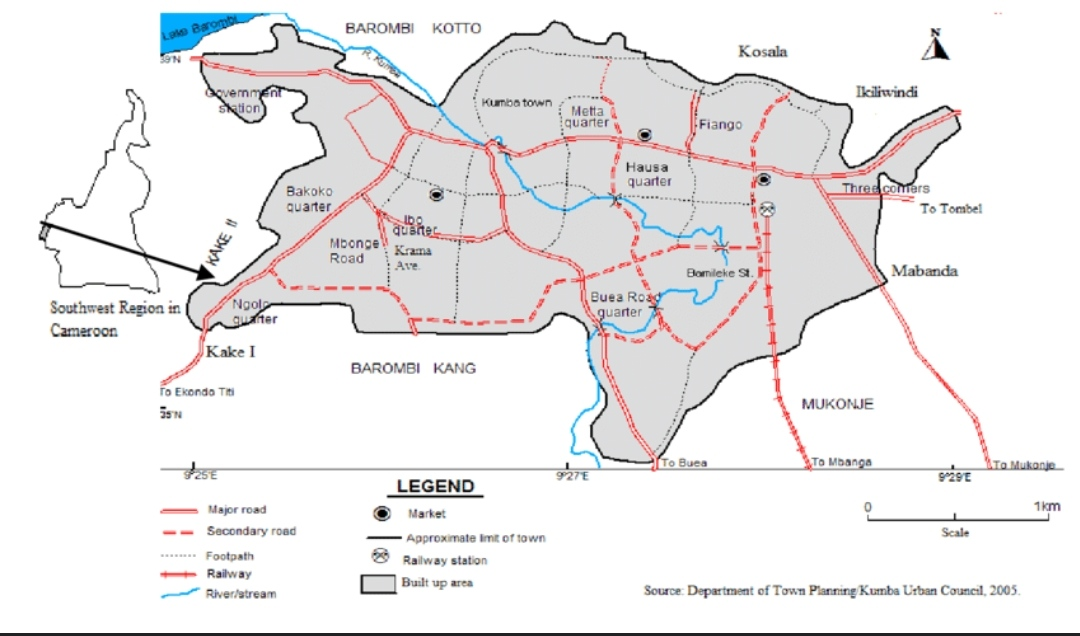 Lake Barombi
BAROMBI KOTTO
N
39'N
R. Kumba
Kosala
Government
station
Kumba town
Ikiliwindi
Metta
quarter
Fiango
Hausa
quarter
Bakoko
quarter
Three corners
To Tombel
Ibo
quarter
KAKE II
Mbonge
Road
Krama
Ave.
Bamileke St.
Mabanda
Southwest Region in
Cameroon
Ngolo
quarter
Buea Road
quarter
Kake I
BAROMBI KANG
To Ekondo Titi
35'N
MUKONJE
To Buea
To Mbanga
To Mukonje
9°25'E
9°27'E
9°29'E
LEGEND
Major road
Secondary road
Footpath
Railway
River/stream
Market
Approximate limit of town
Railway station
Built up area
0 1km
Scale
Source: Department of Town Planning/Kumba Urban Council, 2005.